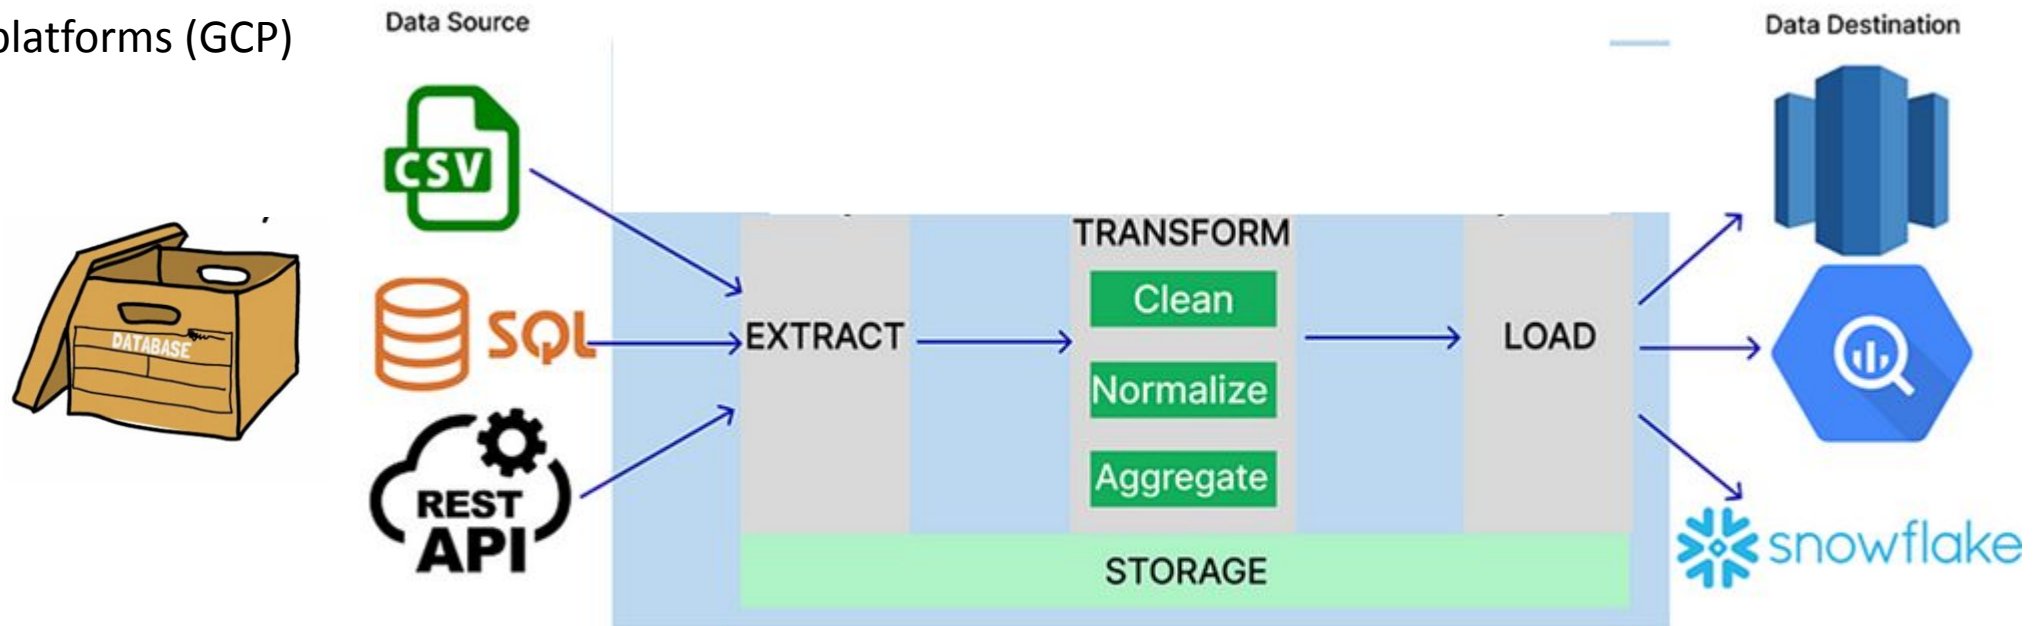 platforms (GCP)
Data Source
Data Destination
CSV
SQL
REST
API
DATABASE
EXTRACT
TRANSFORM
Clean
Normalize
Aggregate
LOAD
STORAGE
snowflake